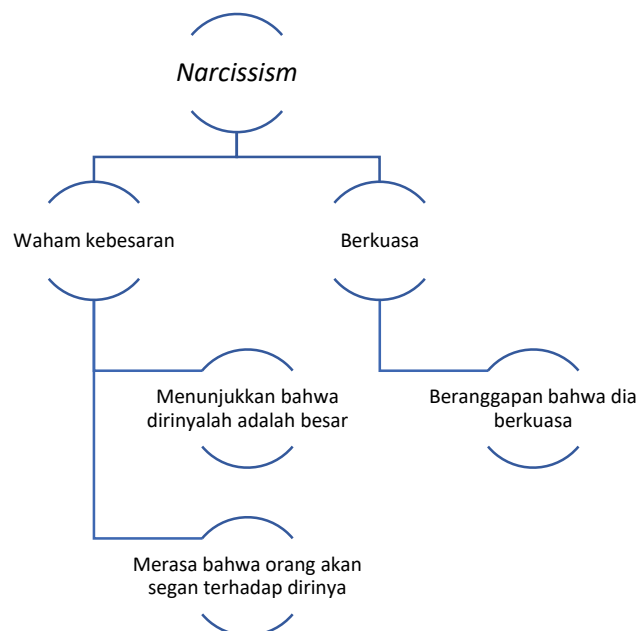 Narcissism
Waham kebesaran
Berkuasa
Menunjukkan bahwa
dirinyalah adalah besar
Beranggapan bahwa dia
berkuasa
Merasa bahwa orang akan
segan terhadap dirinya